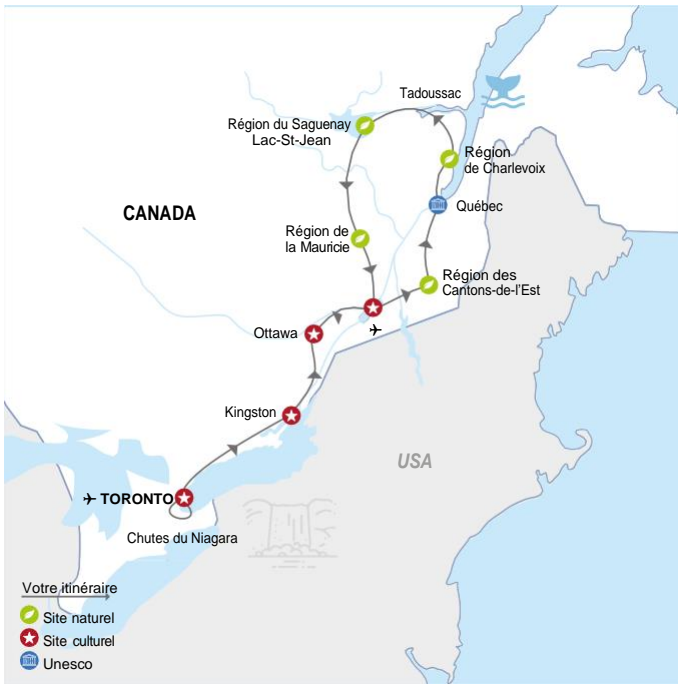 Tadoussac
Région du Saguenay
Lac-St-Jean
Région
de Charlevoix
CANADA
Québec
Région de
la Mauricie
Région des
Cantons-de-l'Est
Ottawa
Kingston
USA
TORONTO
Chutes du Niagara
Votre itinéraire
Site naturel
Site culturel
Unesco